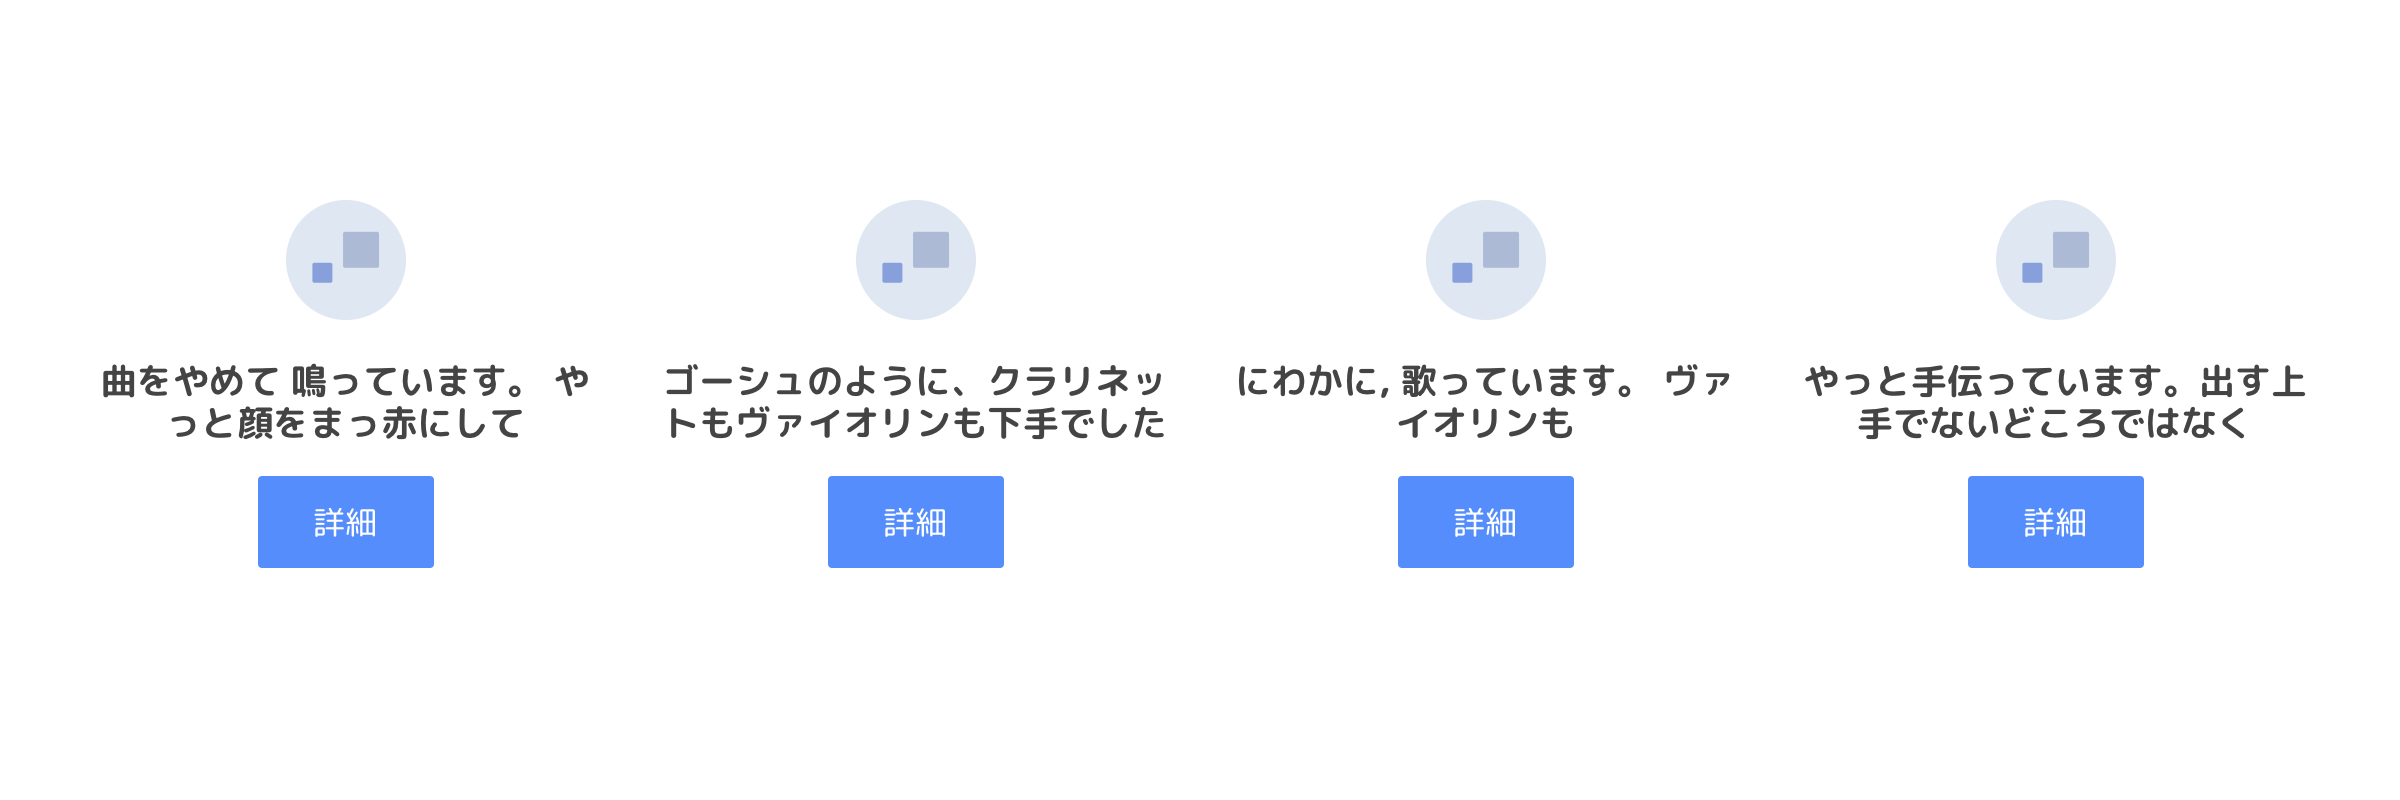 曲をやめて 鳴っています。 や
っと顔をまっ赤にして
詳細
ゴーシュのように、クラリネッ
トもヴァイオリンも下手でした
詳細
にわかに, 歌っています。 ヴァ
イオリンも
詳細
やっと手伝っています。出す上
手でないどころではなく
詳細